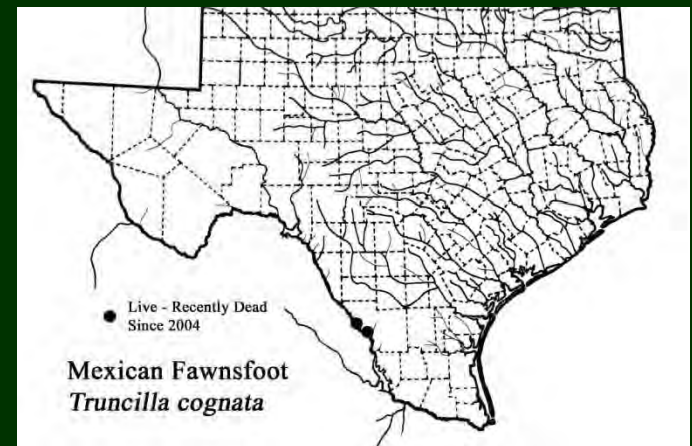 Live - Recently Dead
Since 2004
Mexican Fawnsfoot
Truncilla cognata